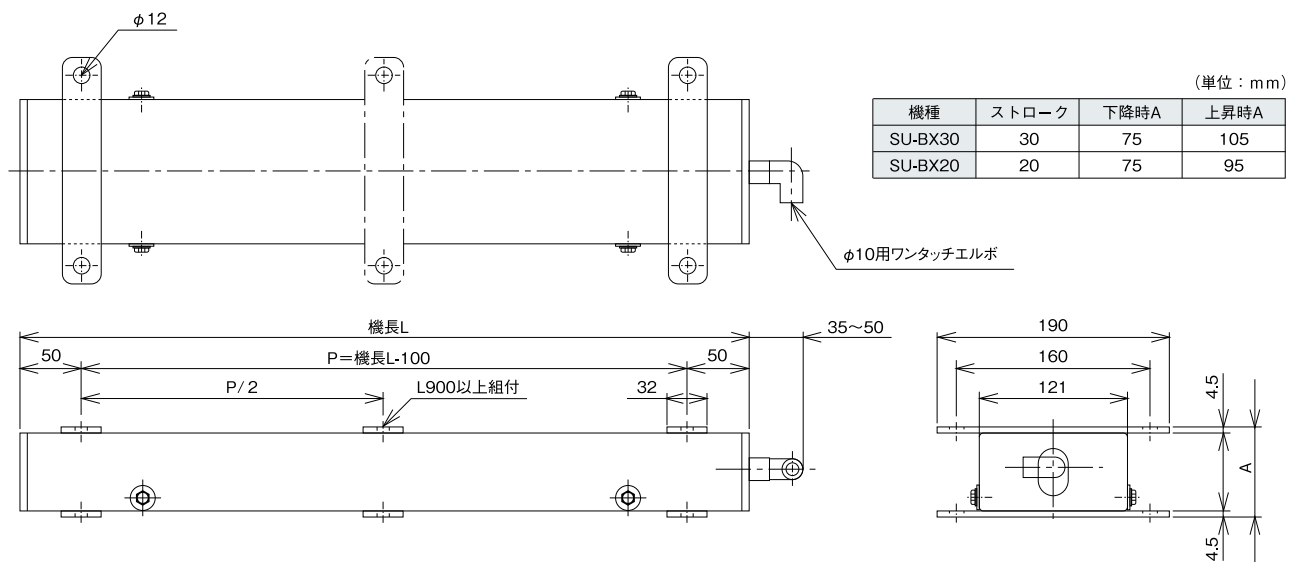 φ12
(単位：mm)
機種 ストローク 下降時A 上昇時A
SU-BX30 30 75 105
SU-BX20 20 75 95
φ10用ワンタッチエルボ
機長L 35～50
50 P＝機長L-100 50
P/2 L900以上組付 32
190
160
121
4.5
A
4.5